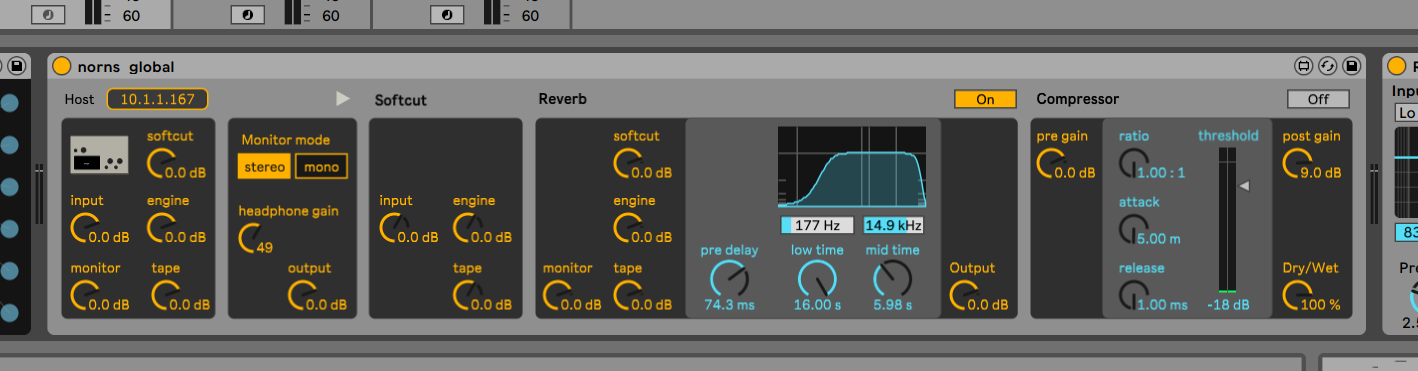 60
60
60
norns global
Host 10.1.1.167
Softcut
Reverb
On
Compressor
Off
softcut
0.0 dB
input
0.0 dB
engine
0.0 dB
monitor
0.0 dB
tape
0.0 dB
Monitor mode
stereo mono
headphone gain
49
output
0.0 dB
input
0.0 dB
engine
0.0 dB
tape
0.0 dB
softcut
0.0 dB
engine
0.0 dB
monitor
0.0 dB
tape
0.0 dB
177 Hz
14.9 kHz
pre delay
74.3 ms
low time
16.00 s
mid time
5.98 s
Output
0.0 dB
pre gain
0.0 dB
ratio
1.00 : 1
attack
5.00 m
release
1.00 ms
threshold
-18 dB
post gain
9.0 dB
Dry/Wet
100 %
Inpu
Lo
83
Pre
2.5